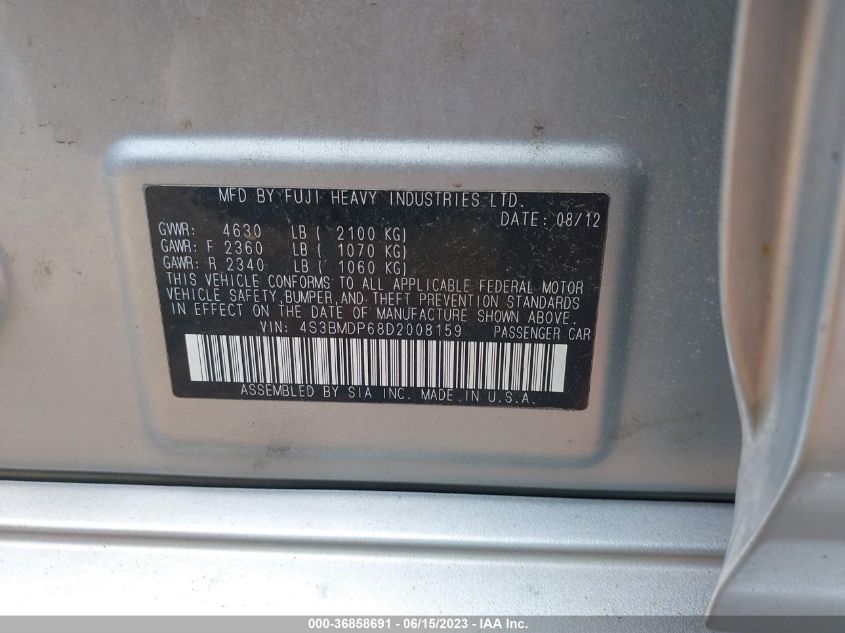 MFD BY FUJI HEAVY INDUSTRIES LTD.
DATE: 08/12
GVWR: 4630 LB ( 2100 KG)
GAWR: F 2360 LB ( 1070 KG)
GAWR: R 2340 LB ( 1060 KG)
THIS VEHICLE CONFORMS TO ALL APPLICABLE FEDERAL MOTOR
VEHICLE SAFETY, BUMPER, AND THEFT PREVENTION STANDARDS
IN EFFECT ON THE DATE OF MANUFACTURE SHOWN ABOVE.
VIN: 4S3BMDP68D2008159 PASSENGER CAR
ASSEMBLED BY SIA INC. MADE IN U.S.A.
000-36858691 - 06/15/2023 - IAA Inc.